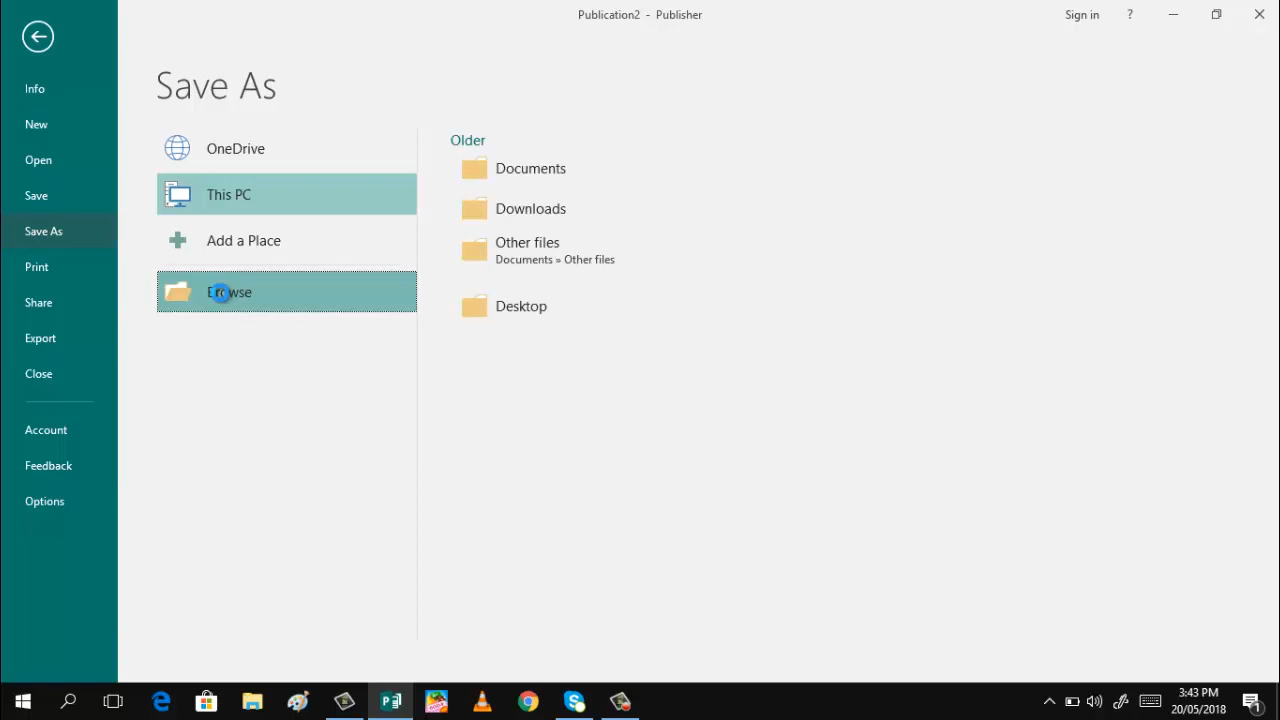 Publication2 - Publisher
Sign in
?
Save As
Info
New
Open
Save
Save As
Print
Share
Export
Close
Account
Feedback
Options
OneDrive
This PC
Add a Place
Browse
Older
Documents
Downloads
Other files
Documents » Other files
Desktop
3:43 PM
20/05/2018
1